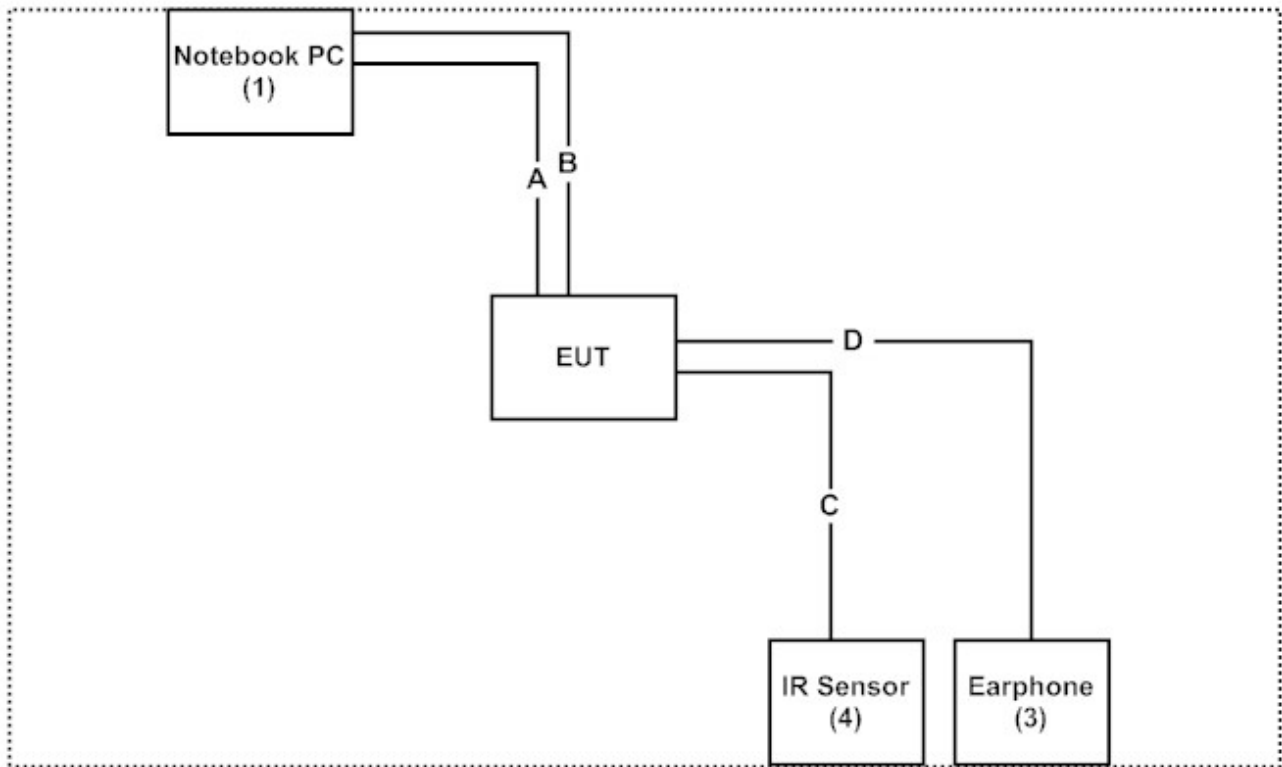 Notebook PC
(1)
B
A
EUT
D
C
IR Sensor
(4)
Earphone
(3)